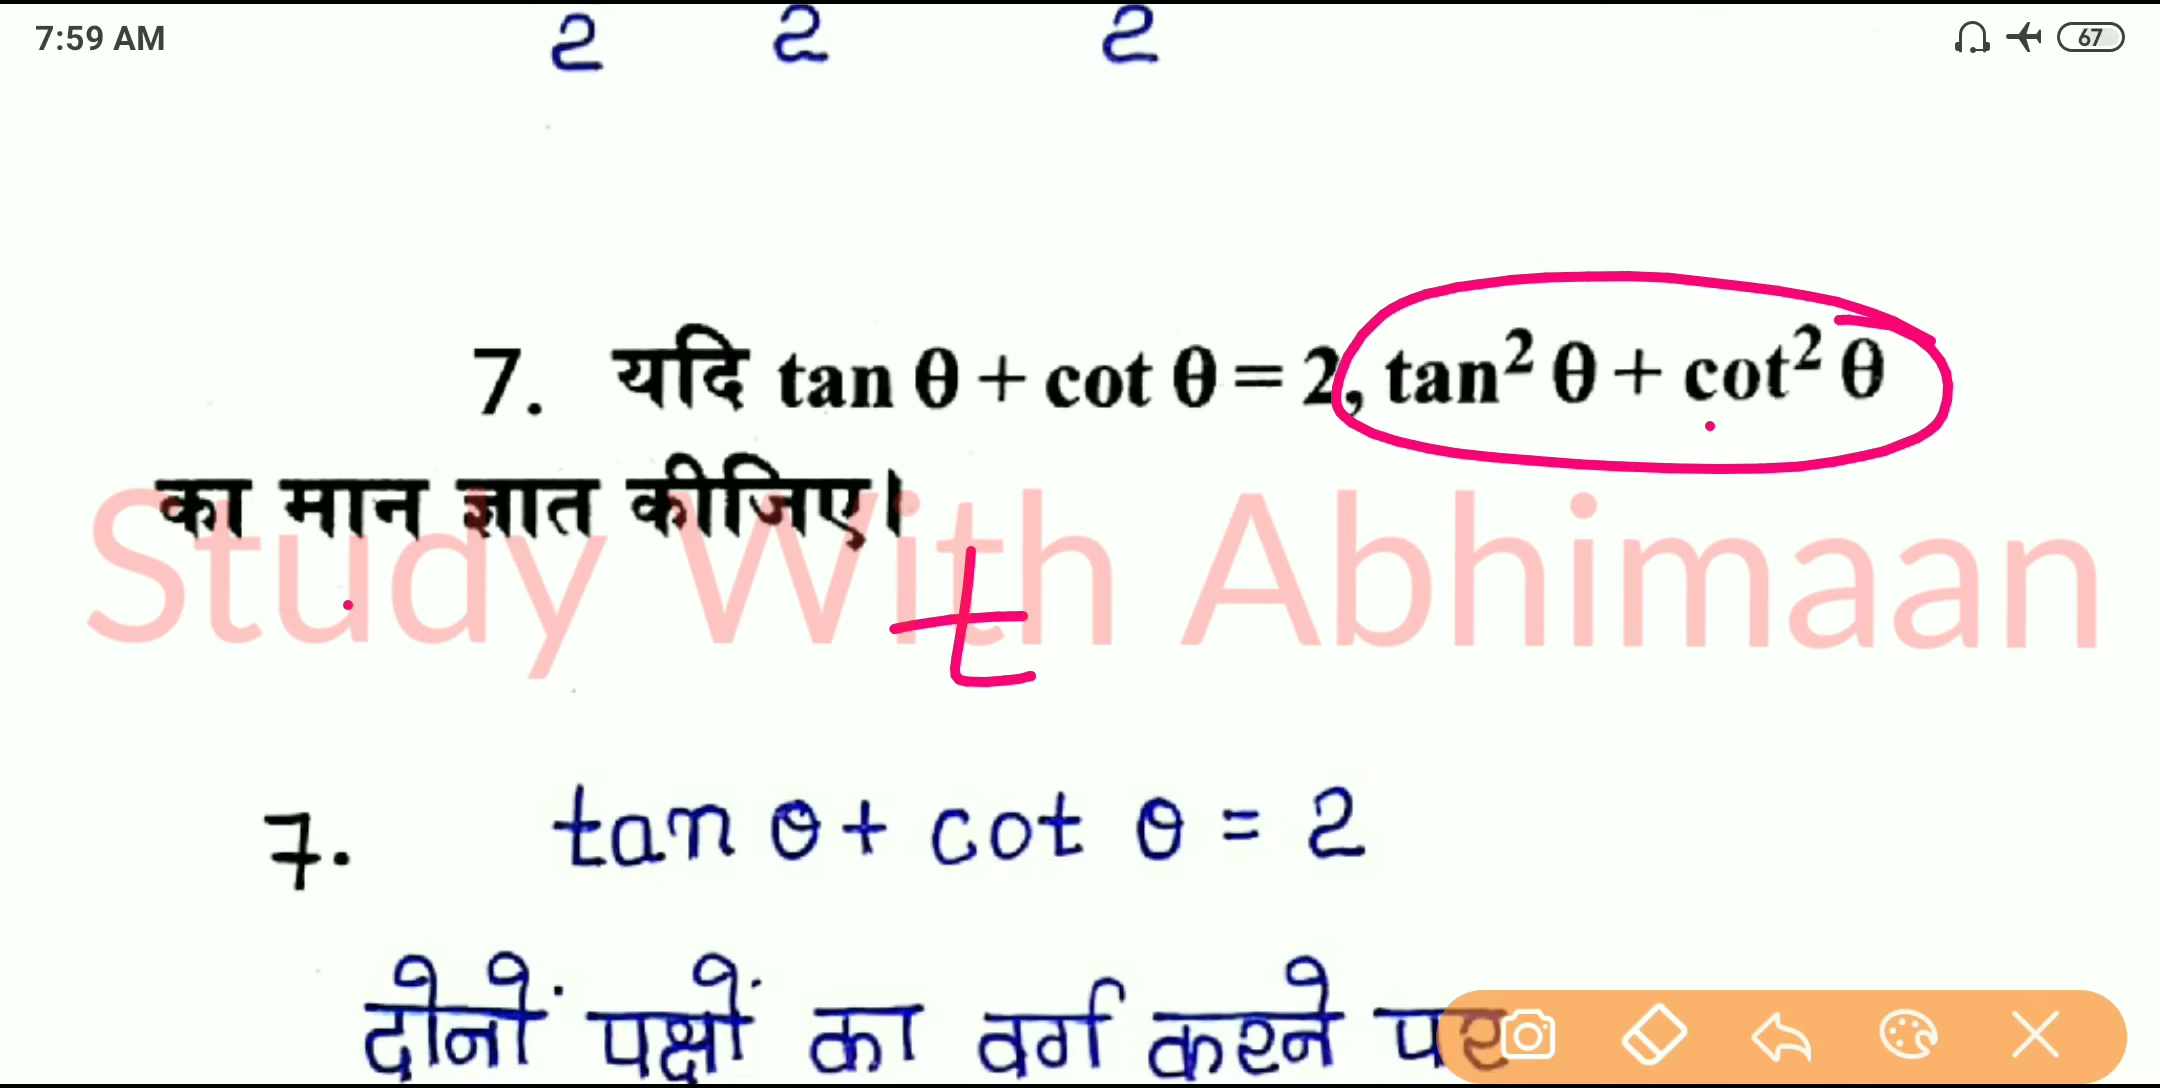 7:59 AM 67
2 2 2
7. यदि tan θ + cot θ = 2, tan² θ + cot² θ
का मान ज्ञात कीजिए।
Study With Abhimaan
t
7. tan θ + cot θ = 2
दोनों पक्षों का वर्ग करने पर